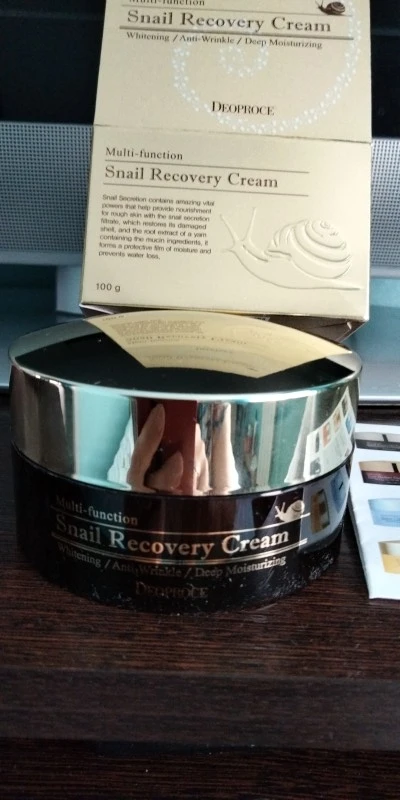 Multi-function
Snail Recovery Cream
Whitening / Anti-Wrinkle / Deep Moisturizing
DEOPROCE
Multi-function
Snail Recovery Cream
Snail Secretion contains amazing vital
powers that help provide nourishment
for rough skin with the snail secretion
filtrate, which restores its damaged
shell, and the root extract of a yam
containing the mucin ingredients, it
forms a protective film of moisture and
prevents water loss.
100 g
Multi-function
Snail Recovery Cream
Whitening / Anti-Wrinkle / Deep Moisturizing
DEOPROCE